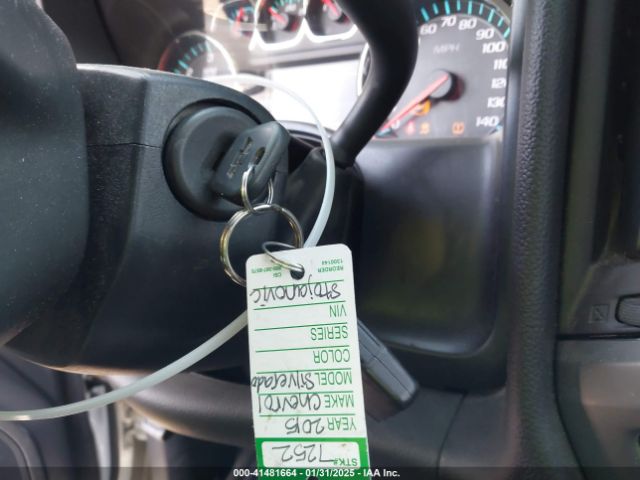 MPH
60
70
80
90
100
110
120
130
140
STK# 7252
YEAR 2015
MAKE Chevrol
MODEL Silverado
COLOR
SERIES
VIN
Stojanovic
REORDER
1300144
000-41481664 - 01/31/2025 - IAA Inc.